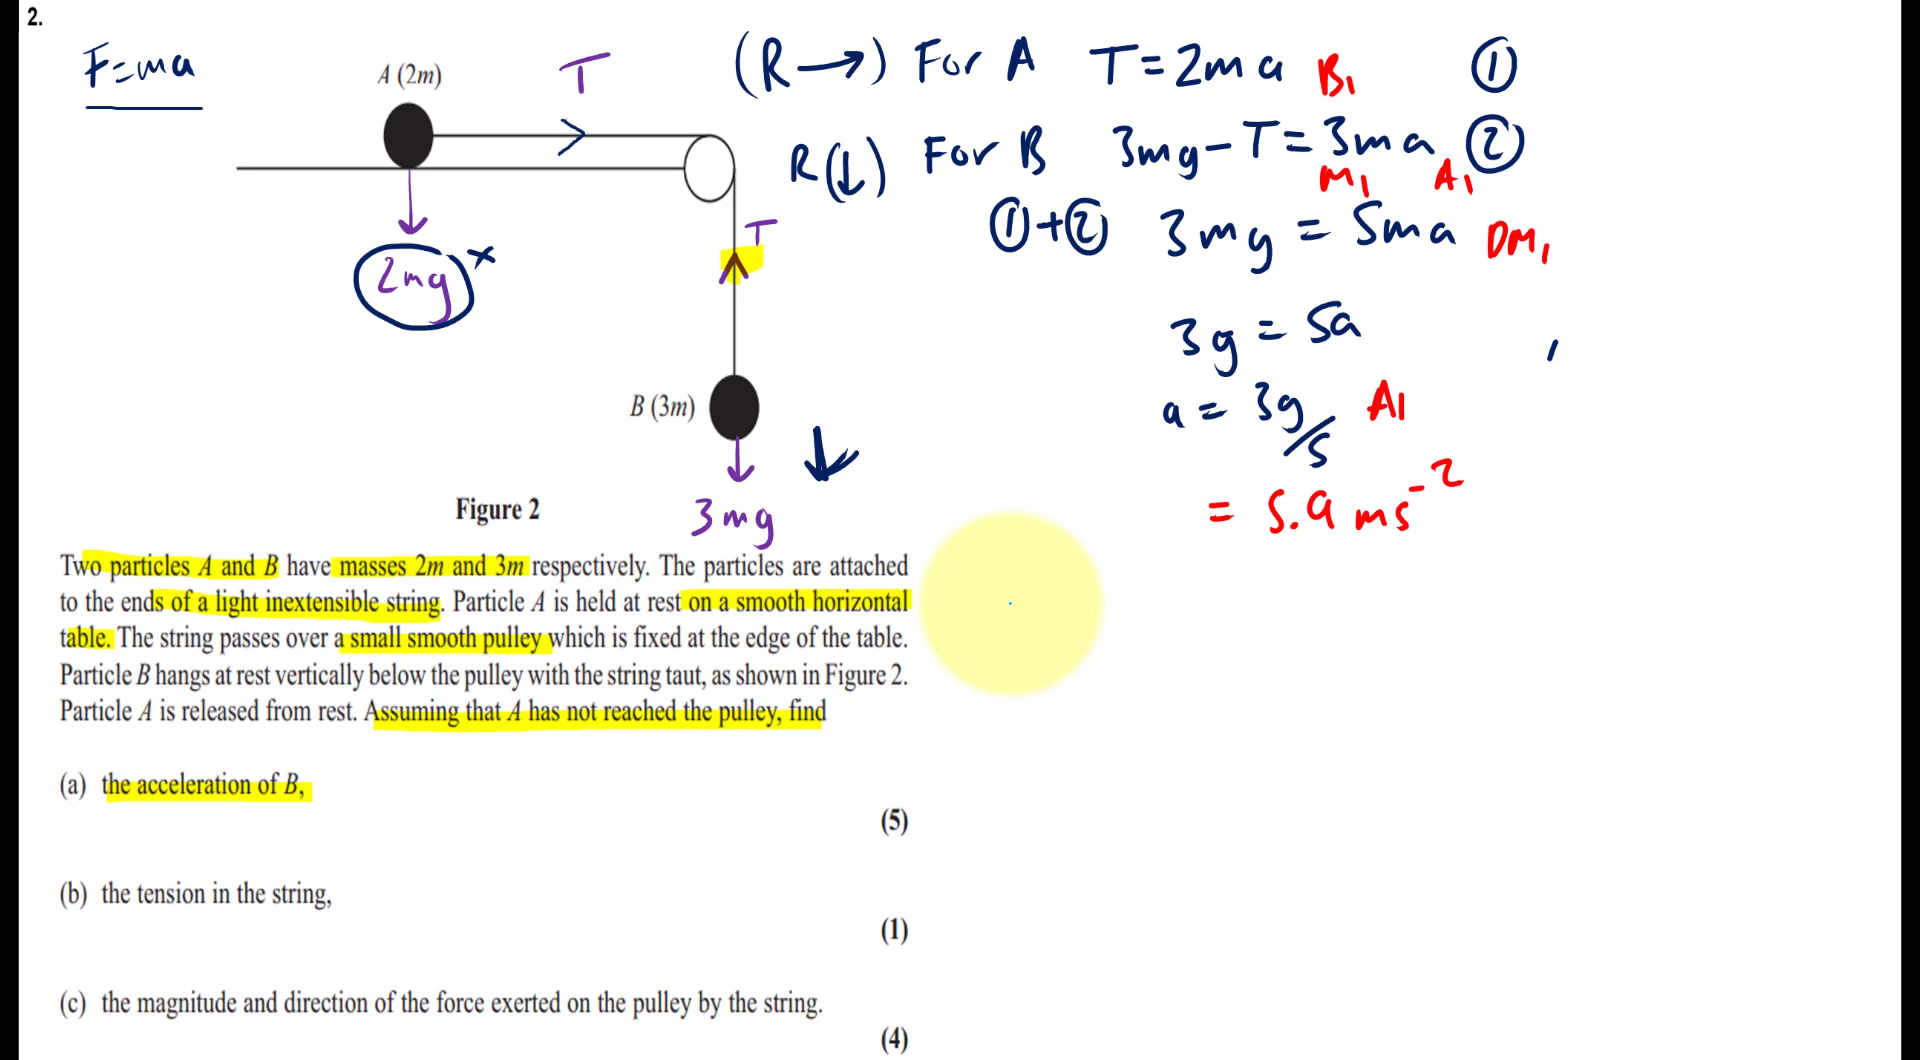 2.
F=ma
A (2m)
T
(R→) For A T = 2ma B1 ①
R(↓) For B 3mg - T = 3ma ②
M1 A1
①+② 3mg = 5ma DM1
T
2mg x
3g = 5a
a = 3g/5 A1
B (3m)
= 5.9 ms⁻²
Figure 2
3mg
Two particles A and B have masses 2m and 3m respectively. The particles are attached
to the ends of a light inextensible string. Particle A is held at rest on a smooth horizontal
table. The string passes over a small smooth pulley which is fixed at the edge of the table.
Particle B hangs at rest vertically below the pulley with the string taut, as shown in Figure 2.
Particle A is released from rest. Assuming that A has not reached the pulley, find
(a) the acceleration of B,
(5)
(b) the tension in the string,
(1)
(c) the magnitude and direction of the force exerted on the pulley by the string.
(4)